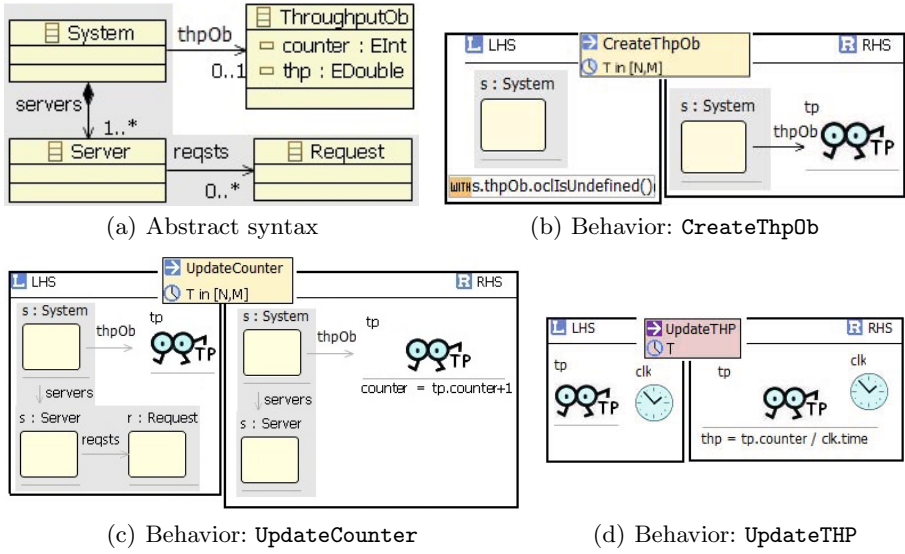 System
thpOb
0..1
ThroughputOb
counter : EInt
thp : EDouble
servers
1..*
Server
reqsts
0..*
Request
(a) Abstract syntax
L LHS
CreateThpOb
T in [N,M]
R RHS
s : System
WITH s.thpOb.oclIsUndefined()
s : System
thpOb
tp
TP
(b) Behavior: CreateThpOb
L LHS
UpdateCounter
T in [N,M]
R RHS
s : System
thpOb
tp
TP
servers
s : Server
reqsts
r : Request
s : System
thpOb
tp
TP
counter = tp.counter+1
servers
s : Server
(c) Behavior: UpdateCounter
L LHS
UpdateTHP
T
R RHS
tp
clk
TP
tp
clk
TP
thp = tp.counter / clk.time
(d) Behavior: UpdateTHP